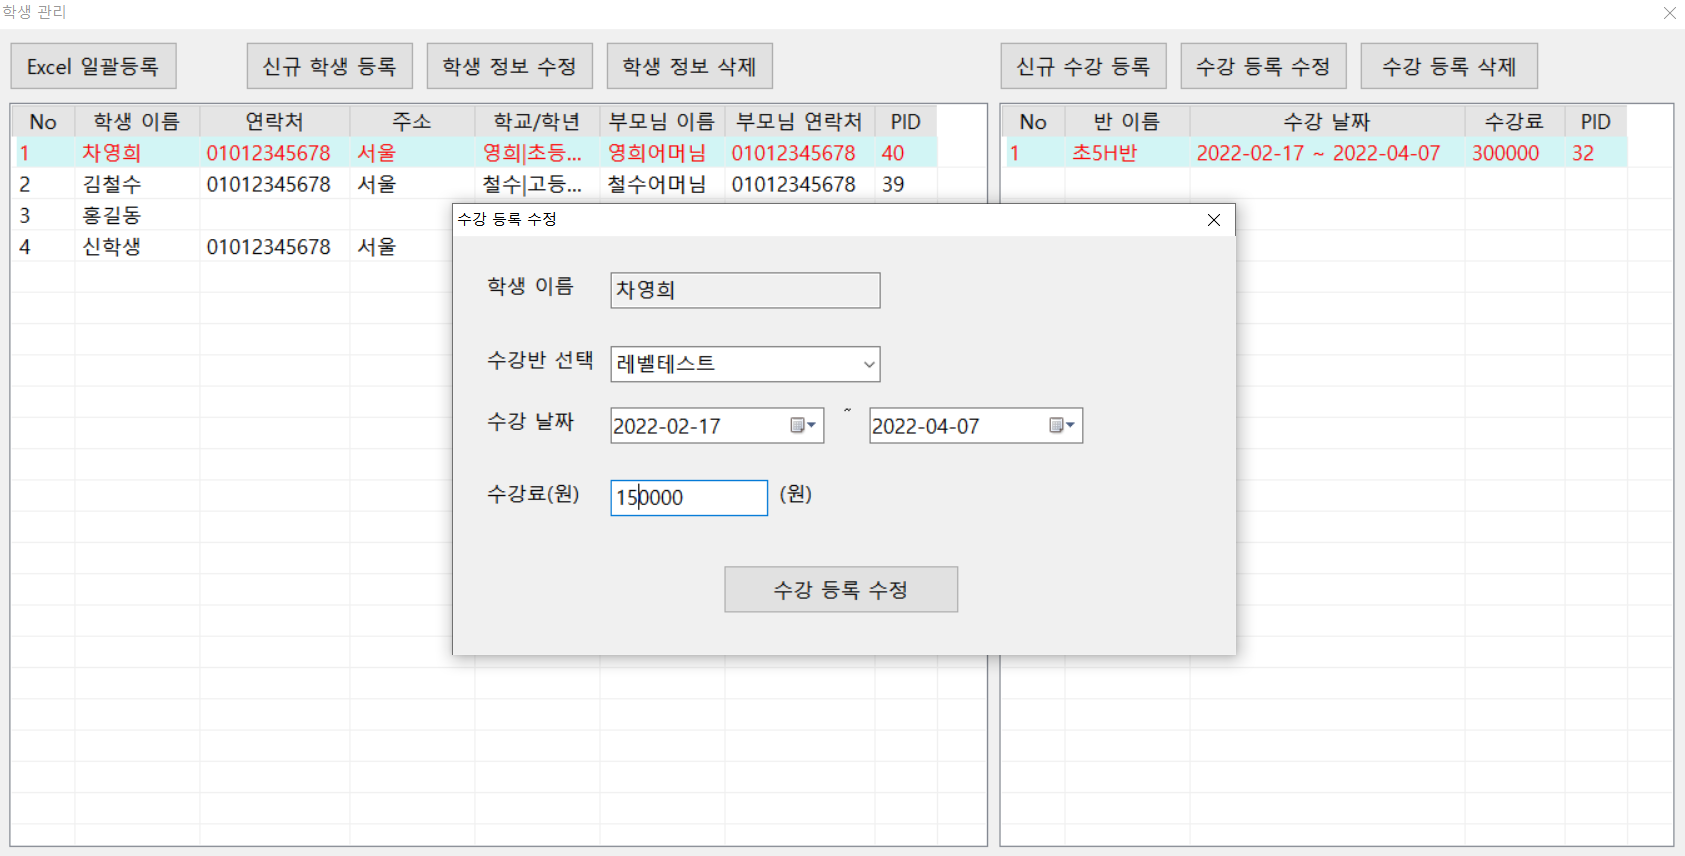 학생 관리
Excel 일괄등록 신규 학생 등록 학생 정보 수정 학생 정보 삭제 신규 수강 등록 수강 등록 수정 수강 등록 삭제
No 학생 이름 연락처 주소 학교/학년 부모님 이름 부모님 연락처 PID
1 차영희 01012345678 서울 영희|초등... 영희어머님 01012345678 40
2 김철수 01012345678 서울 철수|고등... 철수어머님 01012345678 39
3 홍길동
4 신학생 01012345678 서울
No 반 이름 수강 날짜 수강료 PID
1 초5H반 2022-02-17 ~ 2022-04-07 300000 32
수강 등록 수정
학생 이름 차영희
수강반 선택 레벨테스트
수강 날짜 2022-02-17 ~ 2022-04-07
수강료(원) 150000 (원)
수강 등록 수정